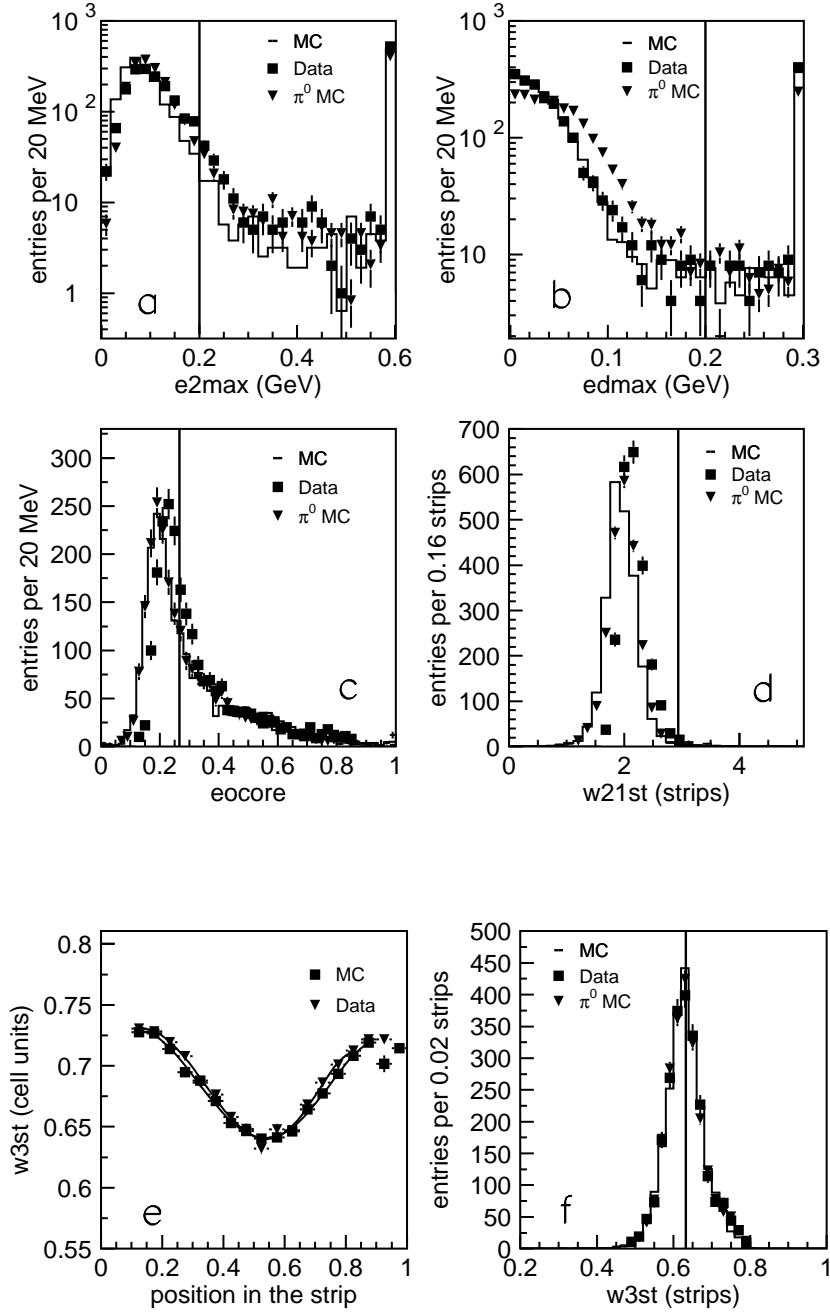 entries per 20 MeV
10³
10²
10
1
MC
Data
π⁰ MC
a
0 0.2 0.4 0.6
e2max (GeV)
entries per 20 MeV
10³
10²
10
MC
Data
π⁰ MC
b
0 0.1 0.2 0.3
edmax (GeV)
entries per 20 MeV
300
250
200
150
100
50
0
MC
Data
π⁰ MC
c
0 0.2 0.4 0.6 0.8 1
eocore
entries per 0.16 strips
700
600
500
400
300
200
100
0
MC
Data
π⁰ MC
d
0 2 4
w21st (strips)
w3st (cell units)
0.8
0.75
0.7
0.65
0.6
0.55
MC
Data
e
0 0.2 0.4 0.6 0.8 1
position in the strip
entries per 0.02 strips
500
450
400
350
300
250
200
150
100
50
0
MC
Data
π⁰ MC
f
0.2 0.4 0.6 0.8 1
w3st (strips)